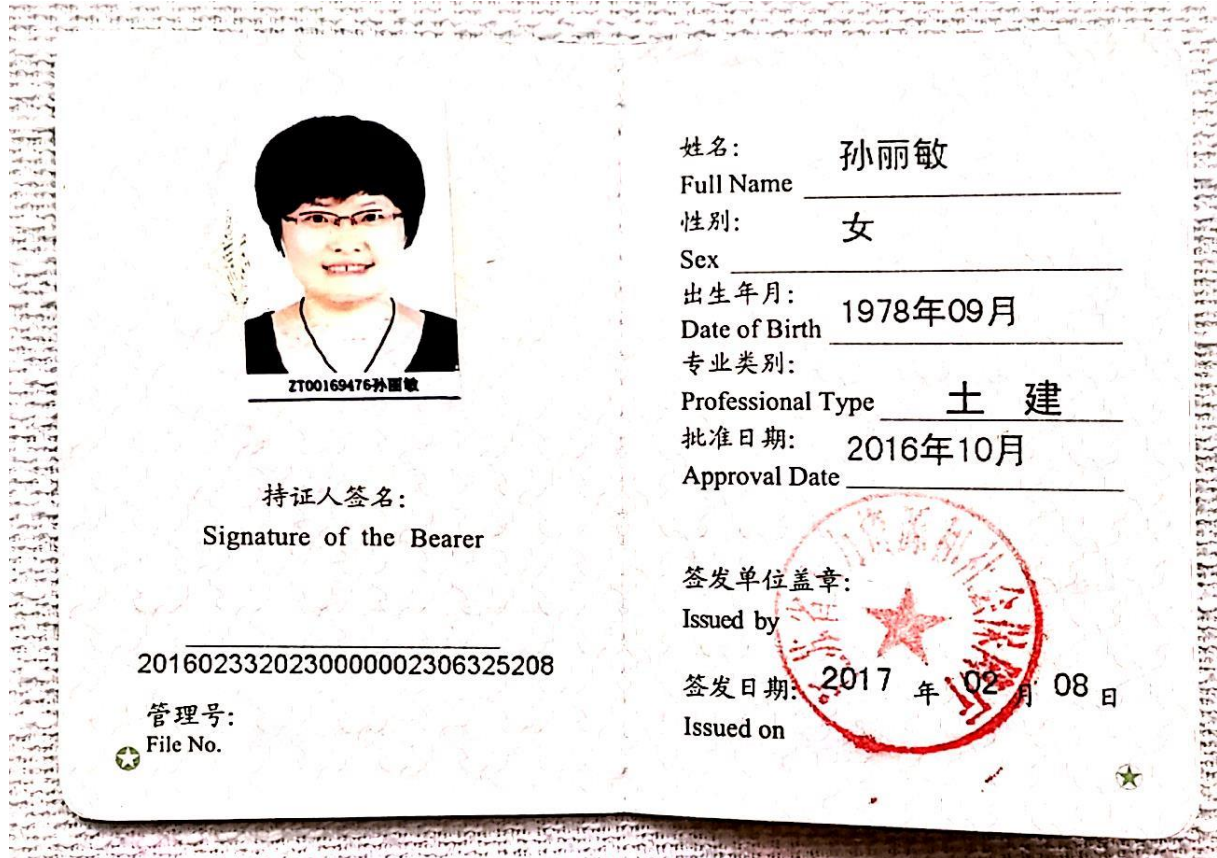 ZT00169476孙丽敏
持证人签名:
Signature of the Bearer
2016023320230000002306325208
管理号:
File No.
姓名: 孙丽敏
Full Name
性别: 女
Sex
出生年月: 1978年09月
Date of Birth
专业类别:
Professional Type 土 建
批准日期: 2016年10月
Approval Date
签发单位盖章:
Issued by
签发日期: 2017 年 02 月 08 日
Issued on